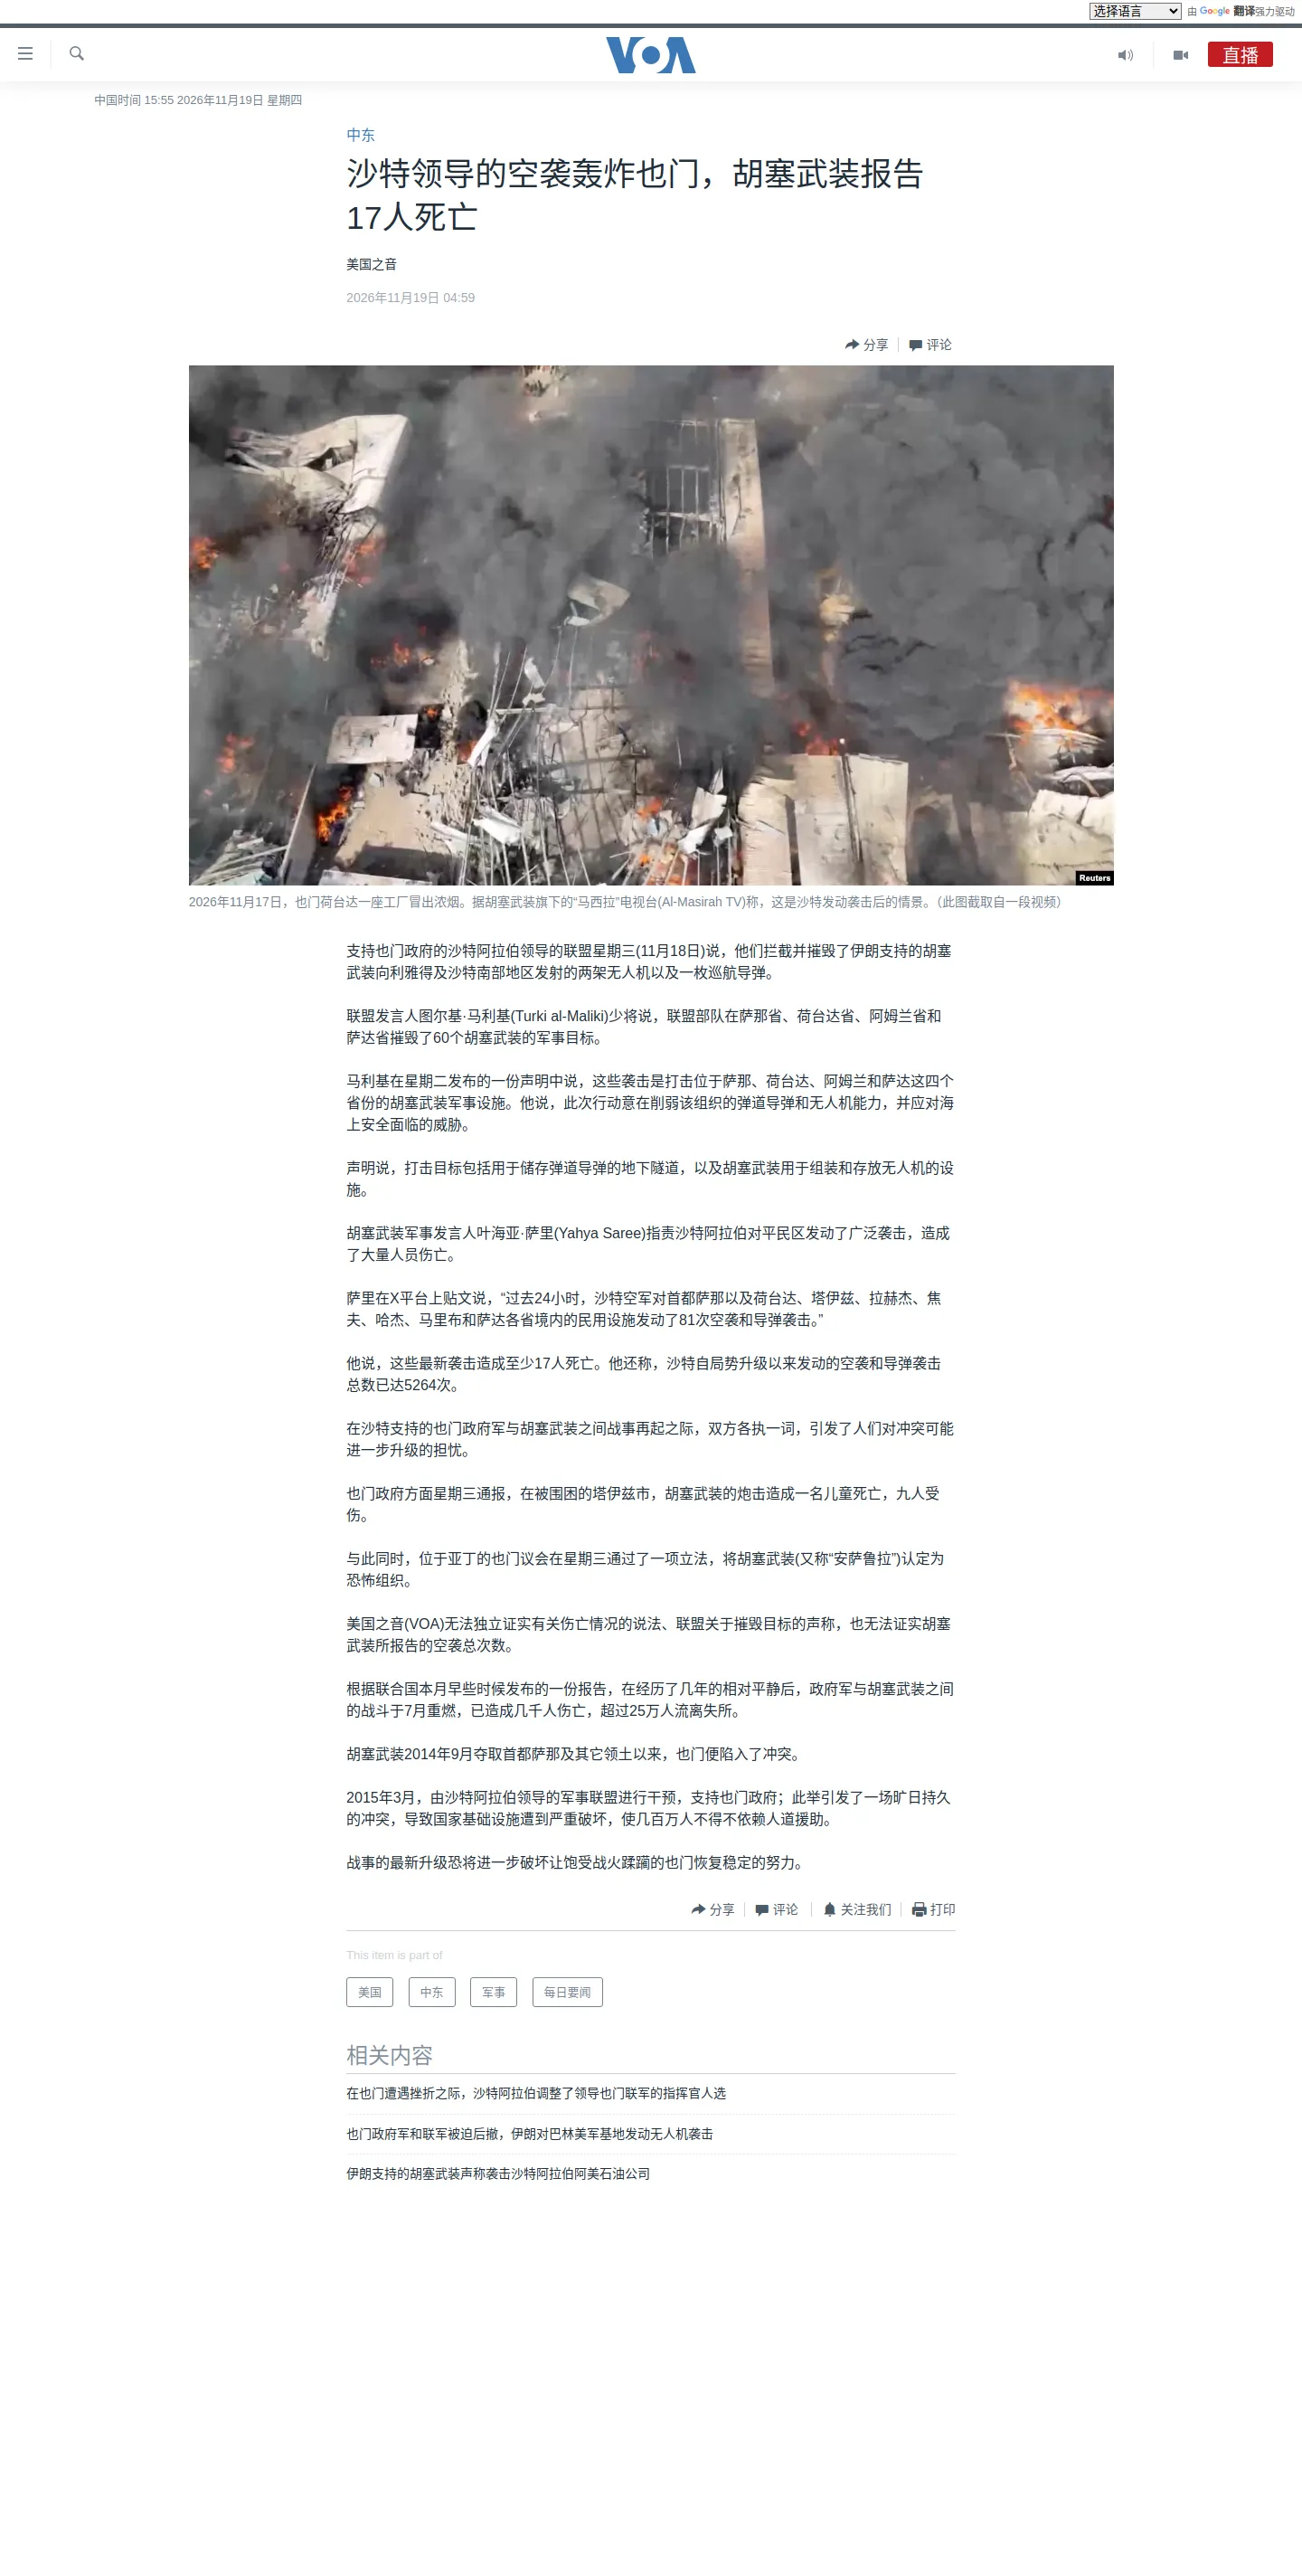 选择语言 由 Google 翻译强力驱动
VOA
直播
中国时间 15:55 2026年11月19日 星期四
中东
沙特领导的空袭轰炸也门，胡塞武装报告
17人死亡
美国之音
2026年11月19日 04:59
分享 评论
Reuters
2026年11月17日，也门荷台达一座工厂冒出浓烟。据胡塞武装旗下的“马西拉”电视台(Al-Masirah TV)称，这是沙特发动袭击后的情景。（此图截取自一段视频）
支持也门政府的沙特阿拉伯领导的联盟星期三(11月18日)说，他们拦截并摧毁了伊朗支持的胡塞
武装向利雅得及沙特南部地区发射的两架无人机以及一枚巡航导弹。
联盟发言人图尔基·马利基(Turki al-Maliki)少将说，联盟部队在萨那省、荷台达省、阿姆兰省和
萨达省摧毁了60个胡塞武装的军事目标。
马利基在星期二发布的一份声明中说，这些袭击是打击位于萨那、荷台达、阿姆兰和萨达这四个
省份的胡塞武装军事设施。他说，此次行动意在削弱该组织的弹道导弹和无人机能力，并应对海
上安全面临的威胁。
声明说，打击目标包括用于储存弹道导弹的地下隧道，以及胡塞武装用于组装和存放无人机的设
施。
胡塞武装军事发言人叶海亚·萨里(Yahya Saree)指责沙特阿拉伯对平民区发动了广泛袭击，造成
了大量人员伤亡。
萨里在X平台上贴文说，“过去24小时，沙特空军对首都萨那以及荷台达、塔伊兹、拉赫杰、焦
夫、哈杰、马里布和萨达各省境内的民用设施发动了81次空袭和导弹袭击。”
他说，这些最新袭击造成至少17人死亡。他还称，沙特自局势升级以来发动的空袭和导弹袭击
总数已达5264次。
在沙特支持的也门政府军与胡塞武装之间战事再起之际，双方各执一词，引发了人们对冲突可能
进一步升级的担忧。
也门政府方面星期三通报，在被围困的塔伊兹市，胡塞武装的炮击造成一名儿童死亡，九人受
伤。
与此同时，位于亚丁的也门议会在星期三通过了一项立法，将胡塞武装(又称“安萨鲁拉”)认定为
恐怖组织。
美国之音(VOA)无法独立证实有关伤亡情况的说法、联盟关于摧毁目标的声称，也无法证实胡塞
武装所报告的空袭总次数。
根据联合国本月早些时候发布的一份报告，在经历了几年的相对平静后，政府军与胡塞武装之间
的战斗于7月重燃，已造成几千人伤亡，超过25万人流离失所。
胡塞武装2014年9月夺取首都萨那及其它领土以来，也门便陷入了冲突。
2015年3月，由沙特阿拉伯领导的军事联盟进行干预，支持也门政府；此举引发了一场旷日持久
的冲突，导致国家基础设施遭到严重破坏，使几百万人不得不依赖人道援助。
战事的最新升级恐将进一步破坏让饱受战火蹂躏的也门恢复稳定的努力。
分享 评论 关注我们 打印
This item is part of
美国 中东 军事 每日要闻
相关内容
在也门遭遇挫折之际，沙特阿拉伯调整了领导也门联军的指挥官人选
也门政府军和联军被迫后撤，伊朗对巴林美军基地发动无人机袭击
伊朗支持的胡塞武装声称袭击沙特阿拉伯阿美石油公司